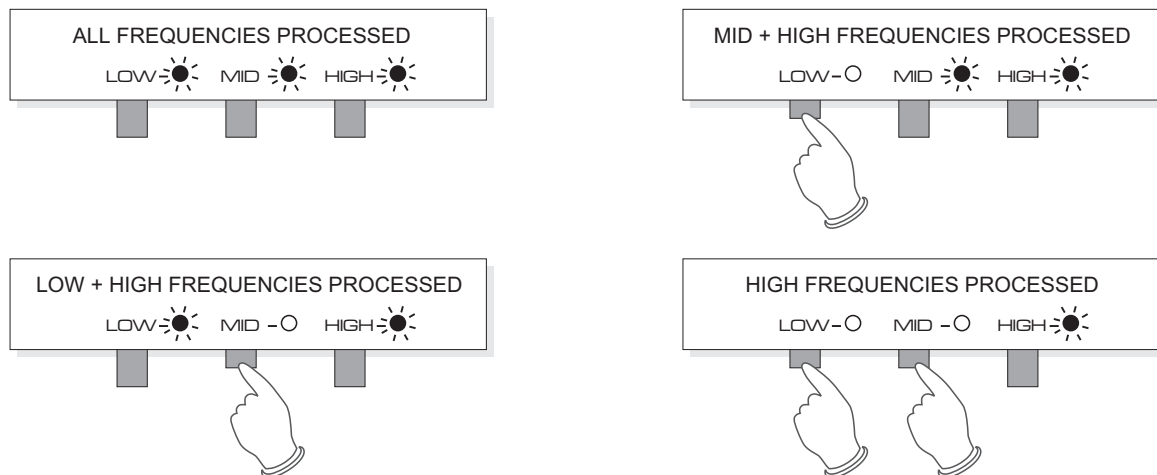 ALL FREQUENCIES PROCESSED
LOW MID HIGH
MID + HIGH FREQUENCIES PROCESSED
LOW MID HIGH
LOW + HIGH FREQUENCIES PROCESSED
LOW MID HIGH
HIGH FREQUENCIES PROCESSED
LOW MID HIGH